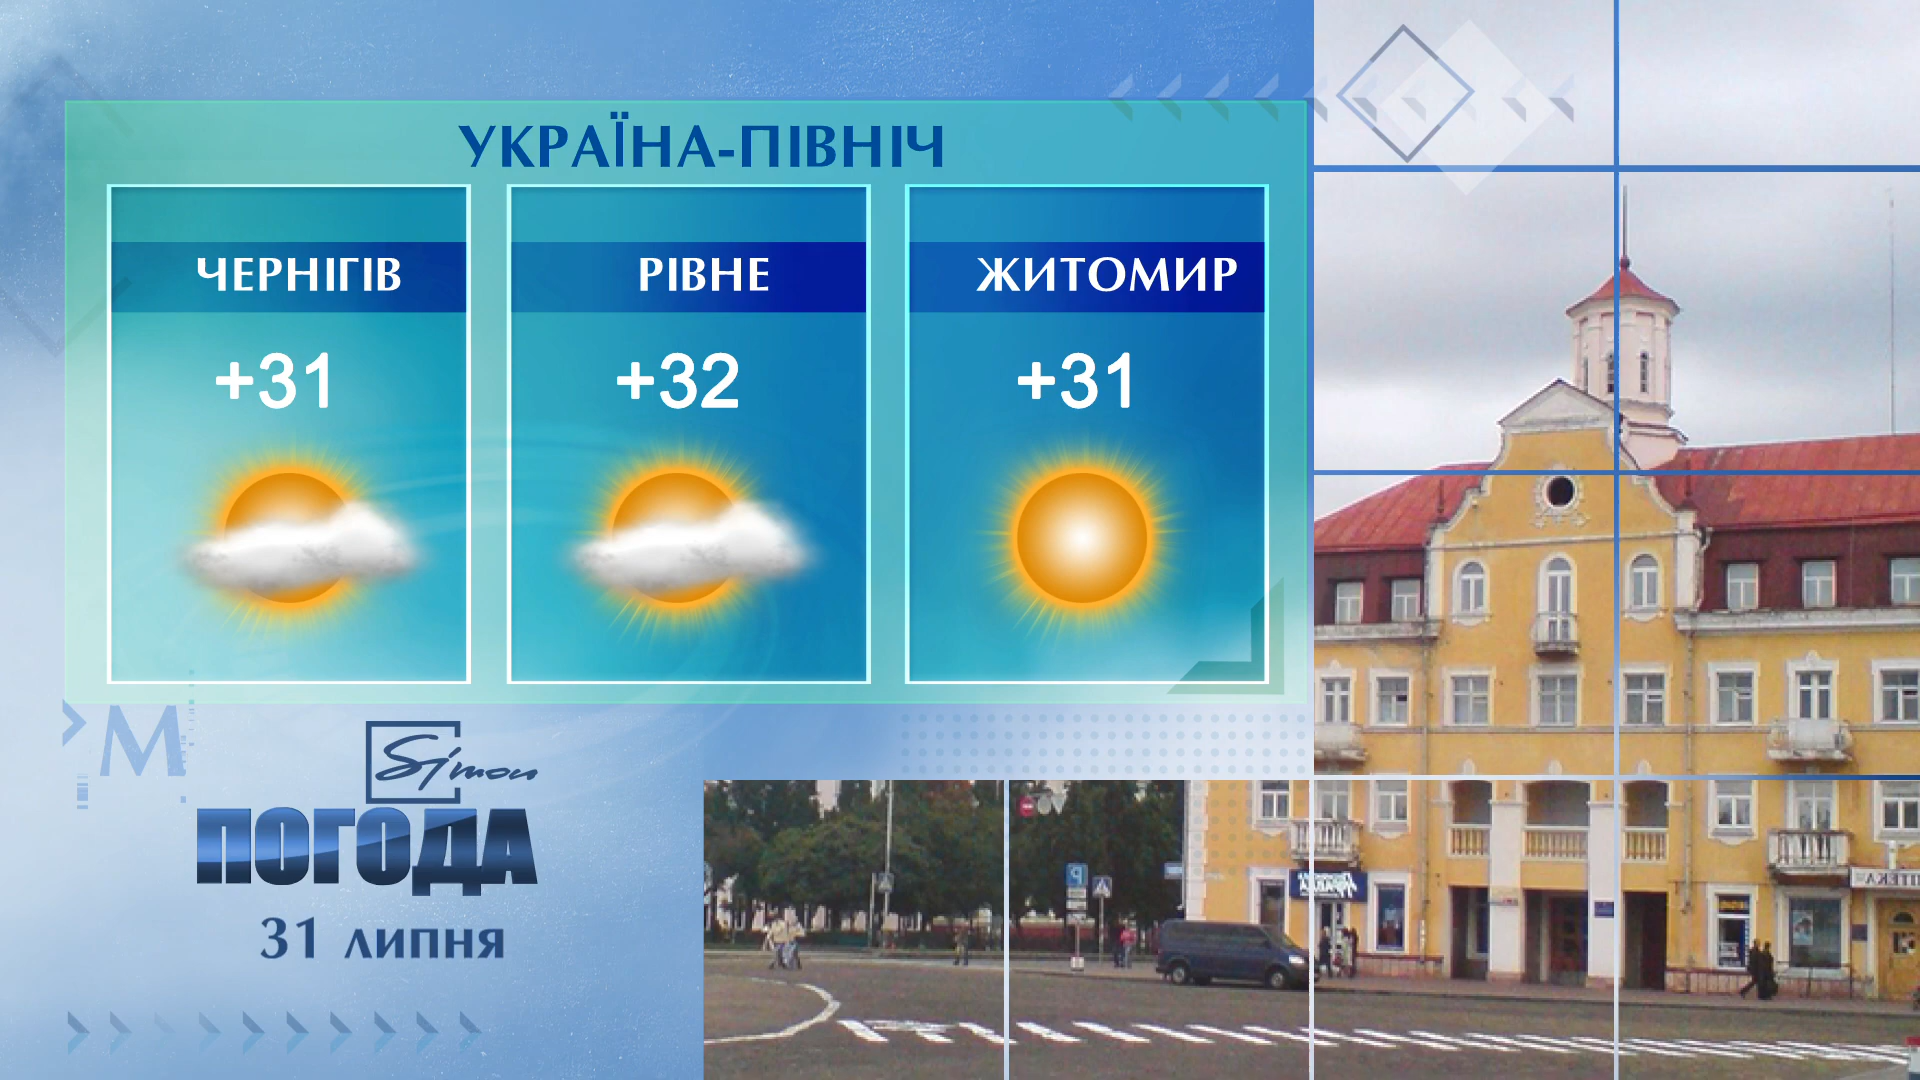 УКРАЇНА-ПІВНІЧ
ЧЕРНІГІВ
РІВНЕ
ЖИТОМИР
+31
+32
+31
М
Simon
ПОГОДА
31 липня